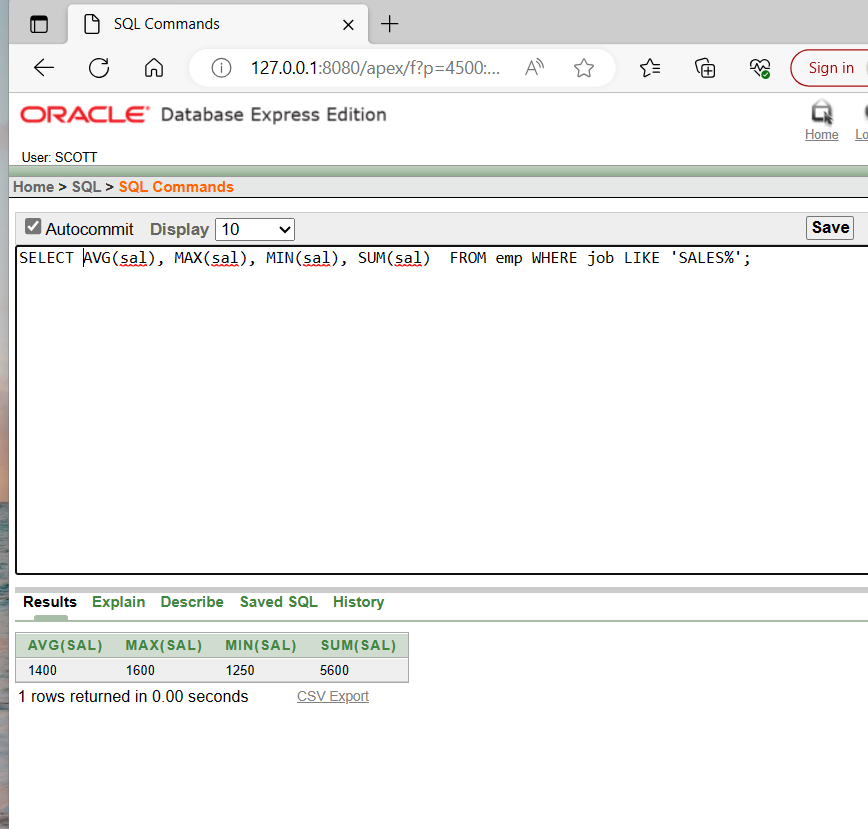 SQL Commands
127.0.0.1:8080/apex/f?p=4500:...
Sign in
ORACLE® Database Express Edition
Home
Lo
User: SCOTT
Home > SQL > SQL Commands
Autocommit Display 10 Save
SELECT AVG(sal), MAX(sal), MIN(sal), SUM(sal)  FROM emp WHERE job LIKE 'SALES%';
Results Explain Describe Saved SQL History
AVG(SAL) MAX(SAL) MIN(SAL) SUM(SAL)
1400 1600 1250 5600
1 rows returned in 0.00 seconds CSV Export